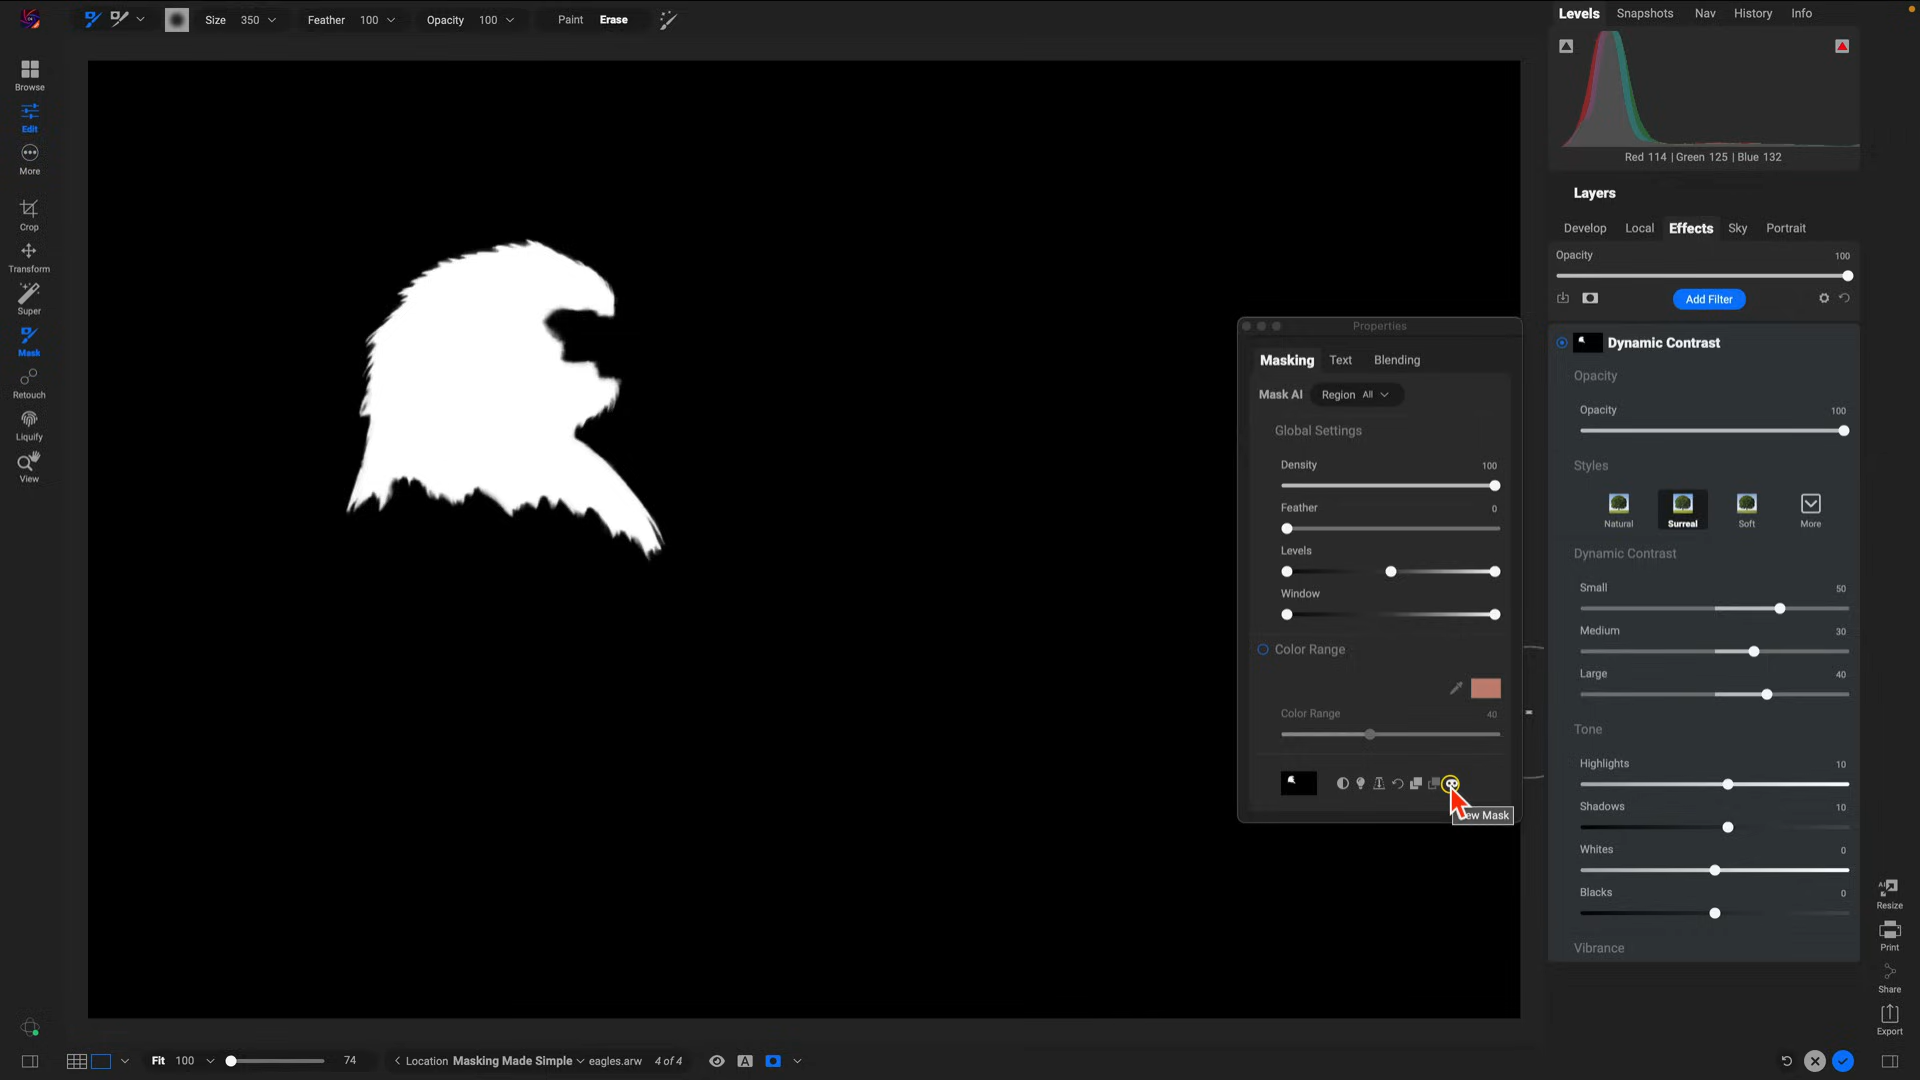 Size 350 Feather 100 Opacity 100 Paint Erase
Levels Snapshots Nav History Info
Red 114 | Green 125 | Blue 132
Browse
Edit
More
Crop
Transform
Super
Mask
Retouch
Liquify
View
Layers
Develop Local Effects Sky Portrait
Opacity 100
Add Filter
Dynamic Contrast
Opacity
Opacity 100
Styles
Natural Surreal Soft More
Dynamic Contrast
Small 50
Medium 30
Large 40
Tone
Highlights 10
Shadows 10
Whites 0
Blacks 0
Vibrance
Properties
Masking Text Blending
Mask AI Region All
Global Settings
Density 100
Feather 0
Levels
Window
Color Range
Color Range 40
Mask
AI
Resize
Print
Share
Export
Fit 100 74 Location Masking Made Simple eagles.arw 4 of 4 A